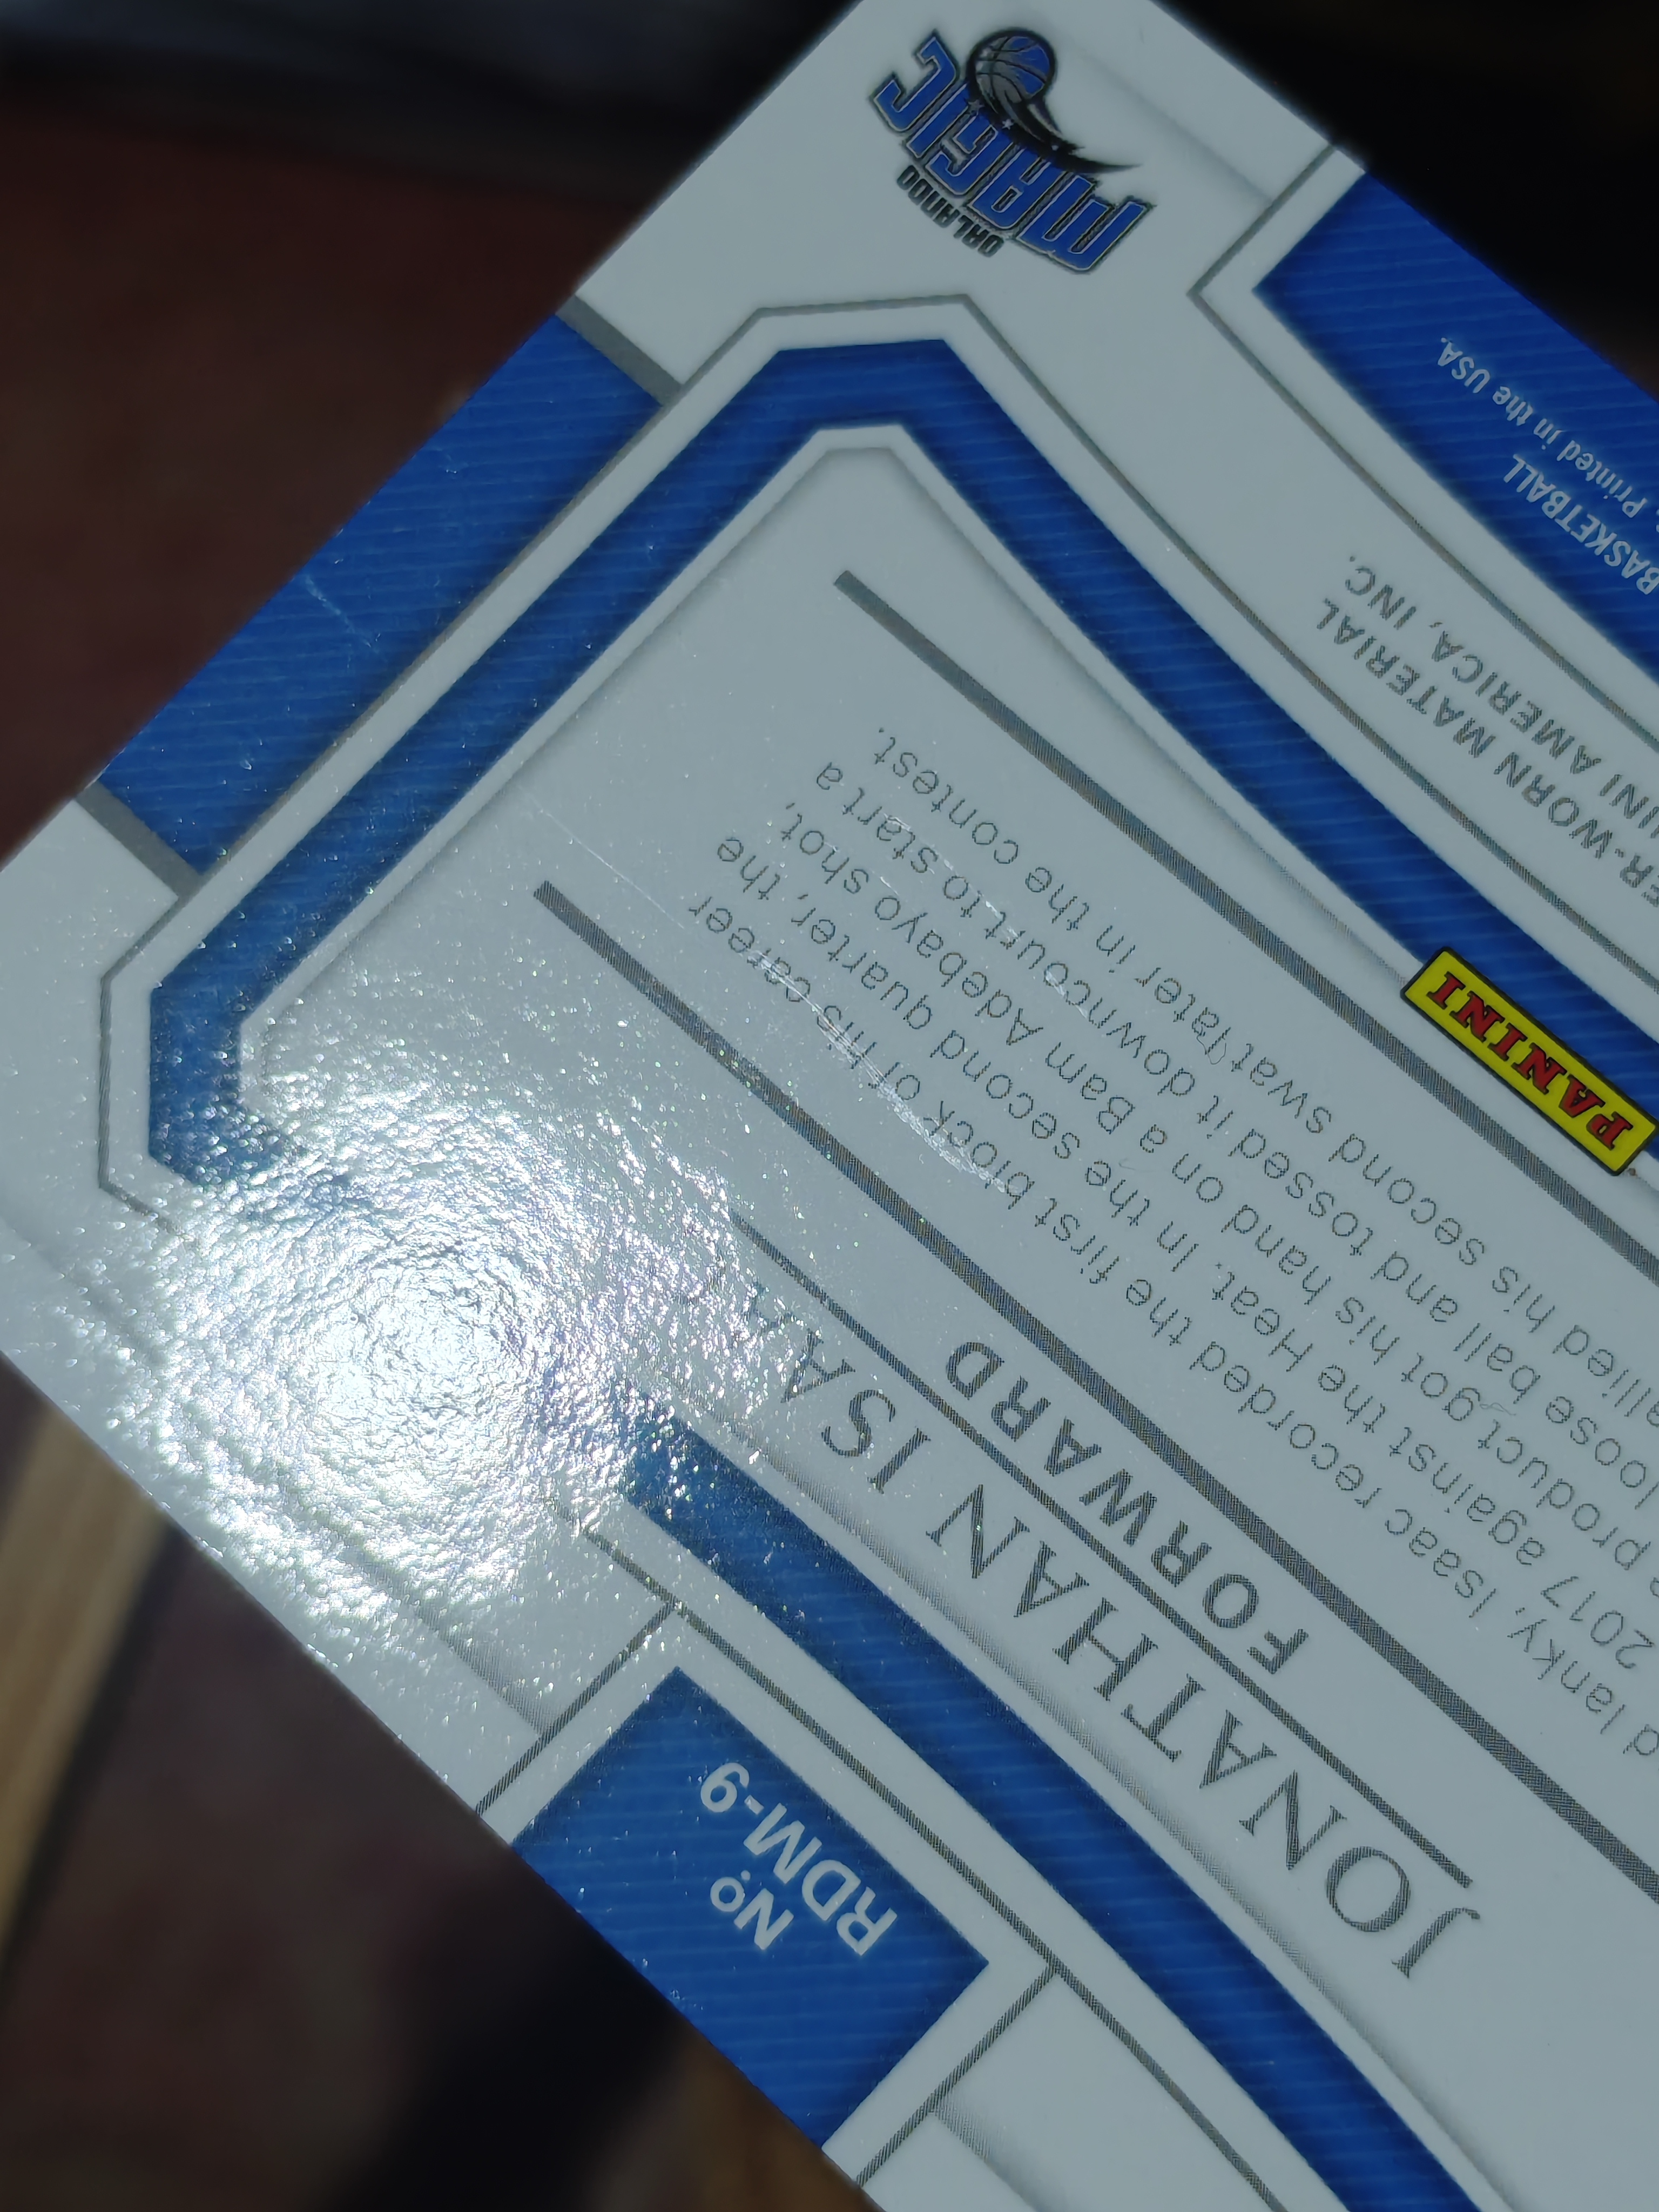 No.
RDM-9
JONATHAN ISAA
FORWARD
lanky, Isaac recorded the first block of his career
2017 against the Heat. In the second quarter, the
product got his hand on a Bam Adebayo shot,
loose ball and tossed it downcourt to start a
his second swat later in the contest.
PANINI
ER-WORN MATERIAL
INI AMERICA, INC.
BASKETBALL
Printed in the USA.
ORLANDO
MAGIC